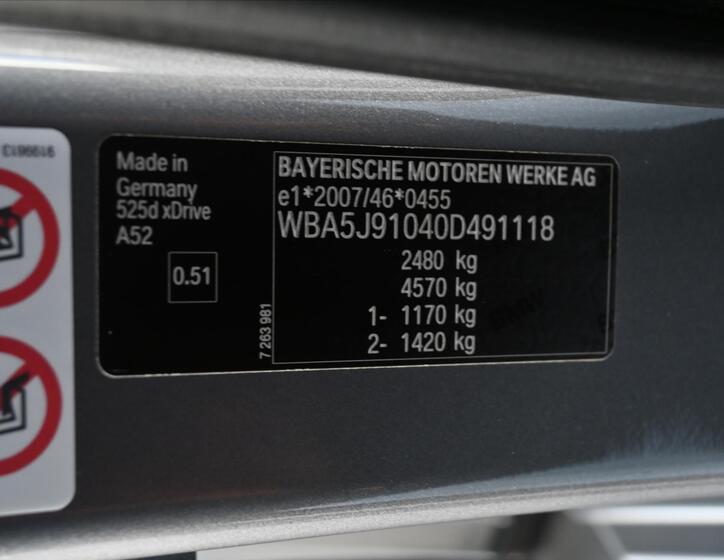 9199613
Made in
Germany
525d xDrive
A52
0.51
7 263 981
BAYERISCHE MOTOREN WERKE AG
e1*2007/46*0455
WBA5J91040D491118
2480 kg
4570 kg
1- 1170 kg
2- 1420 kg